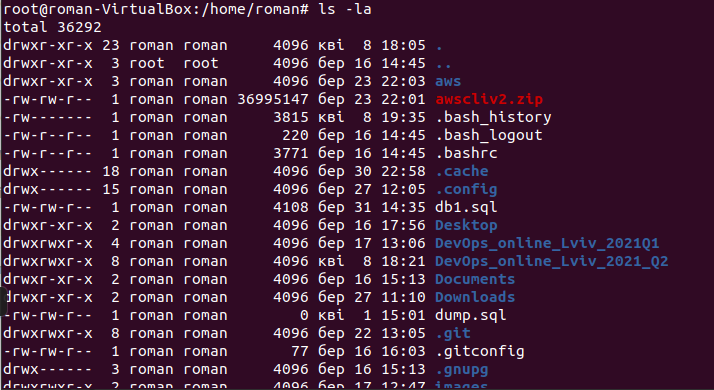 root@roman-VirtualBox:/home/roman# ls -la
total 36292
drwxr-xr-x 23 roman roman     4096 кві  8 18:05 .
drwxr-xr-x  3 root  root      4096 бер 16 14:45 ..
drwxr-xr-x  3 roman roman     4096 бер 23 22:03 aws
-rw-rw-r--  1 roman roman 36995147 бер 23 22:01 awscliv2.zip
-rw-------  1 roman roman     3815 кві  8 19:35 .bash_history
-rw-r--r--  1 roman roman      220 бер 16 14:45 .bash_logout
-rw-r--r--  1 roman roman     3771 бер 16 14:45 .bashrc
drwx------ 18 roman roman     4096 бер 30 22:58 .cache
drwx------ 15 roman roman     4096 бер 27 12:05 .config
-rw-rw-r--  1 roman roman     4108 бер 31 14:35 db1.sql
drwxr-xr-x  2 roman roman     4096 бер 16 17:56 Desktop
drwxrwxr-x  4 roman roman     4096 бер 17 13:06 DevOps_online_Lviv_2021Q1
drwxrwxr-x  8 roman roman     4096 кві  8 18:21 DevOps_online_Lviv_2021_Q2
drwxr-xr-x  2 roman roman     4096 бер 16 15:13 Documents
drwxr-xr-x  2 roman roman     4096 бер 27 11:10 Downloads
-rw-rw-r--  1 roman roman        0 кві  1 15:01 dump.sql
drwxrwxr-x  8 roman roman     4096 бер 22 13:05 .git
-rw-rw-r--  1 roman roman       77 бер 16 16:03 .gitconfig
drwx------  3 roman roman     4096 бер 16 15:13 .gnupg
drwxrwxr-x  2 roman roman     4096 бер 17 12:47 images